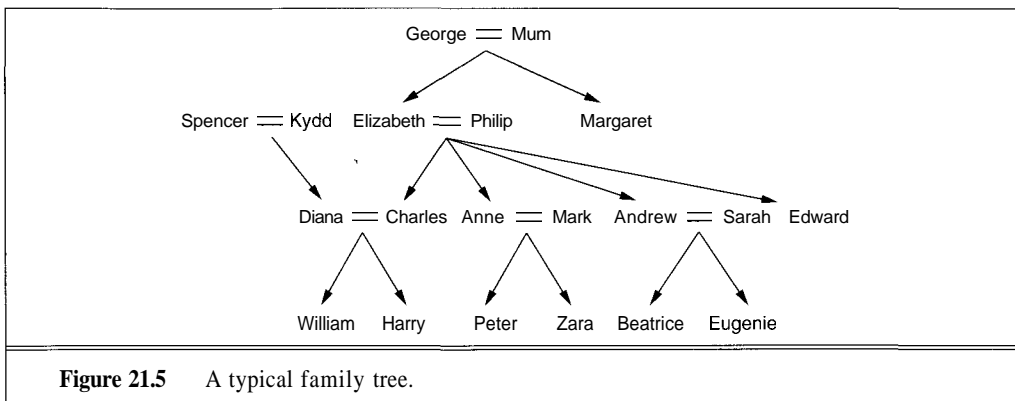 George Mum
Spencer Kydd Elizabeth Philip Margaret
Diana Charles Anne Mark Andrew Sarah Edward
William Harry Peter Zara Beatrice Eugenie
Figure 21.5 A typical family tree.